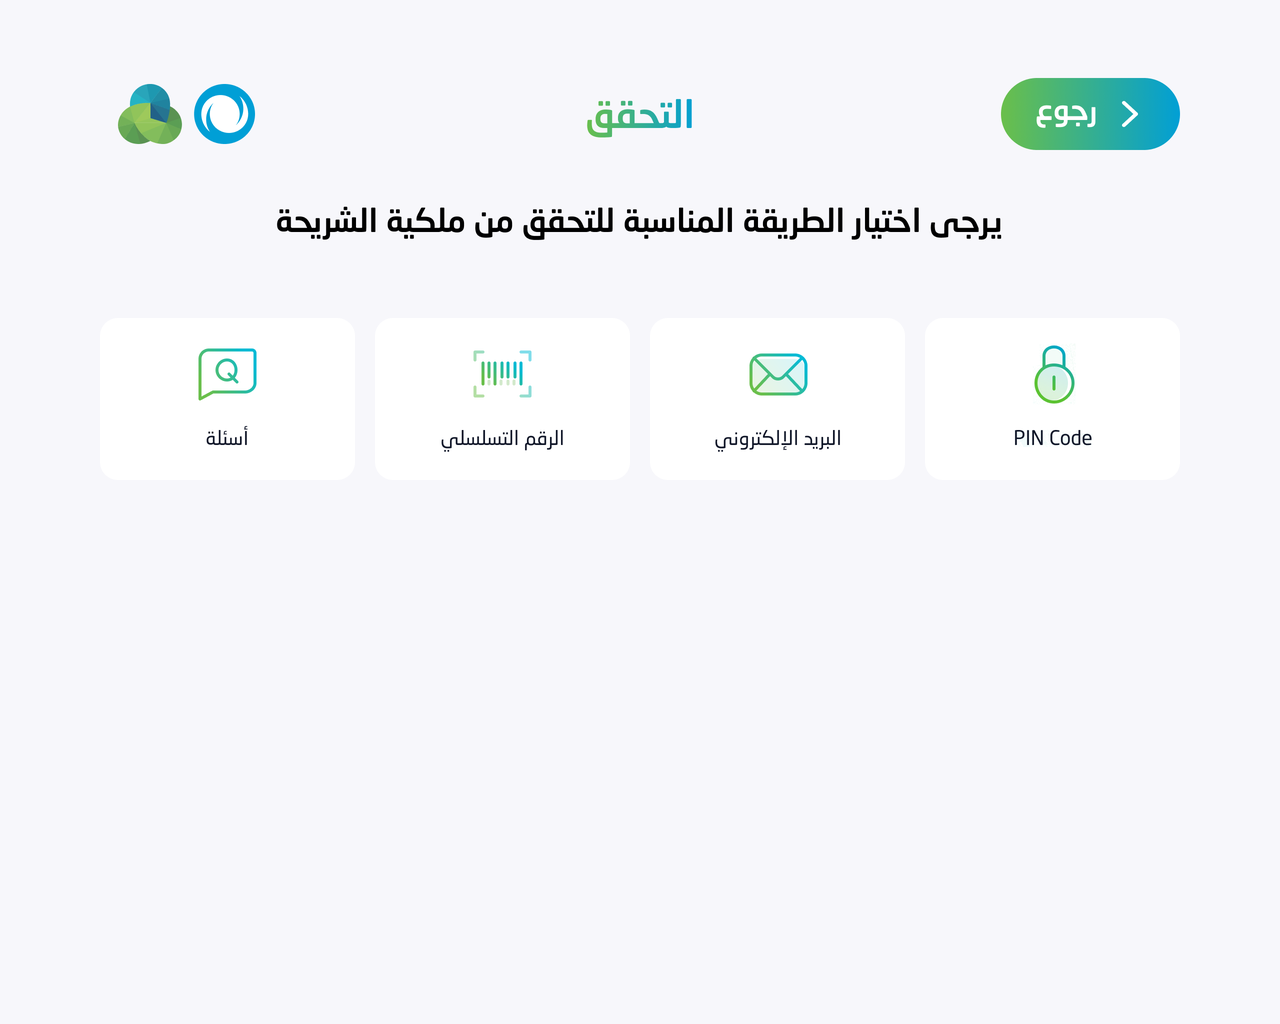 رجوع
التحقق
يرجى اختيار الطريقة المناسبة للتحقق من ملكية الشريحة
PIN Code
البريد الإلكتروني
الرقم التسلسلي
أسئلة